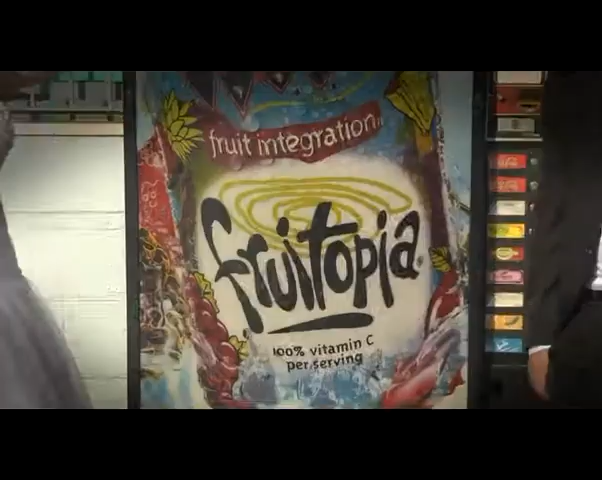 fruit integration
fruitopia
100% vitamin C
per serving